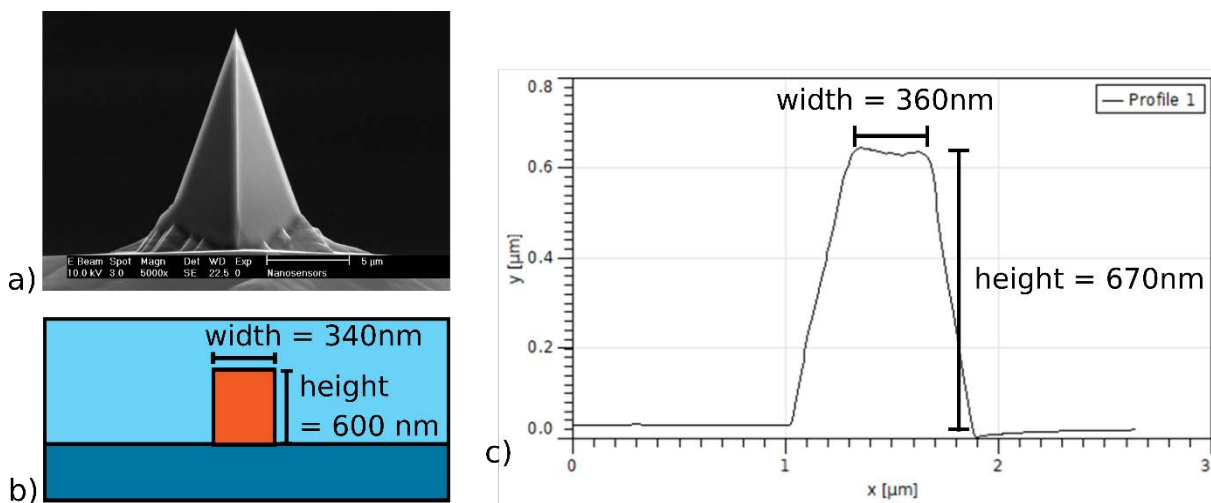 a)
E Beam Spot Magn Det WD Exp
10.0 kV 3.0 5000x SE 22.5 0 Nanosensors 5 µm
b)
width = 340nm
height
= 600 nm
c)
0.8
0.6
0.4
0.2
0.0
y [µm]
width = 360nm
Profile 1
height = 670nm
0 1 2 3
x [µm]